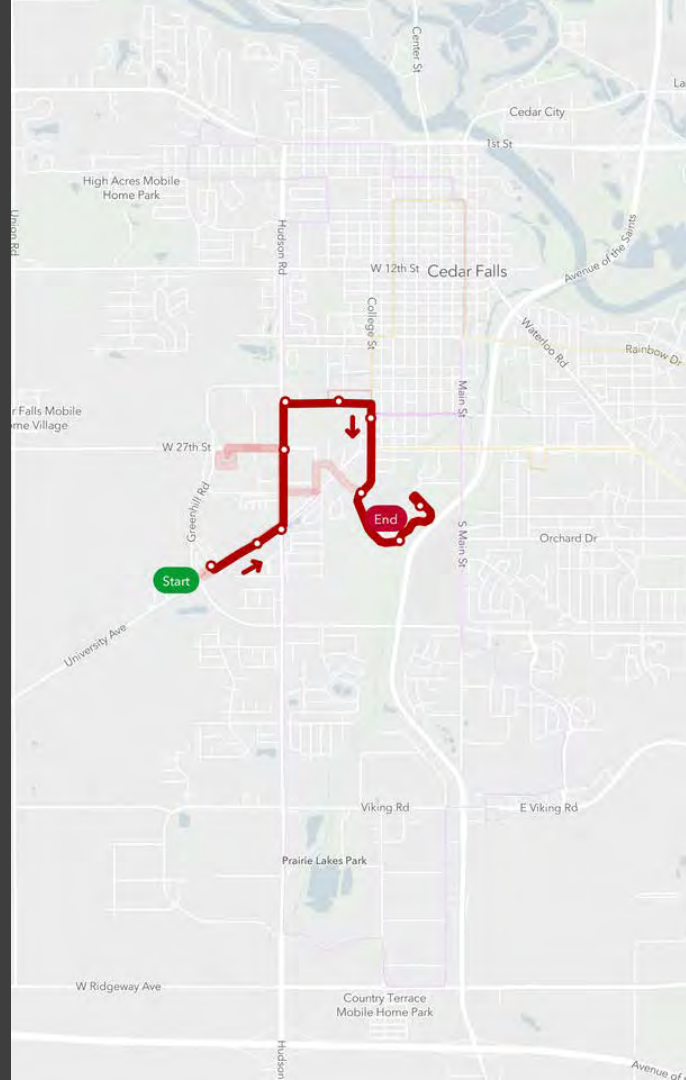 Center St
La
Cedar City
1st St
High Acres Mobile
Home Park
Union Rd
Hudson Rd
Avenue of the Saints
W 12th St
Cedar Falls
College St
Waterloo Rd
Rainbow Dr
Main St
r Falls Mobile
ome Village
W 27th St
Greenhill Rd
End
S Main St
Orchard Dr
Start
University Ave
Viking Rd
E Viking Rd
Prairie Lakes Park
W Ridgeway Ave
Country Terrace
Mobile Home Park
Hudson
Avenue of